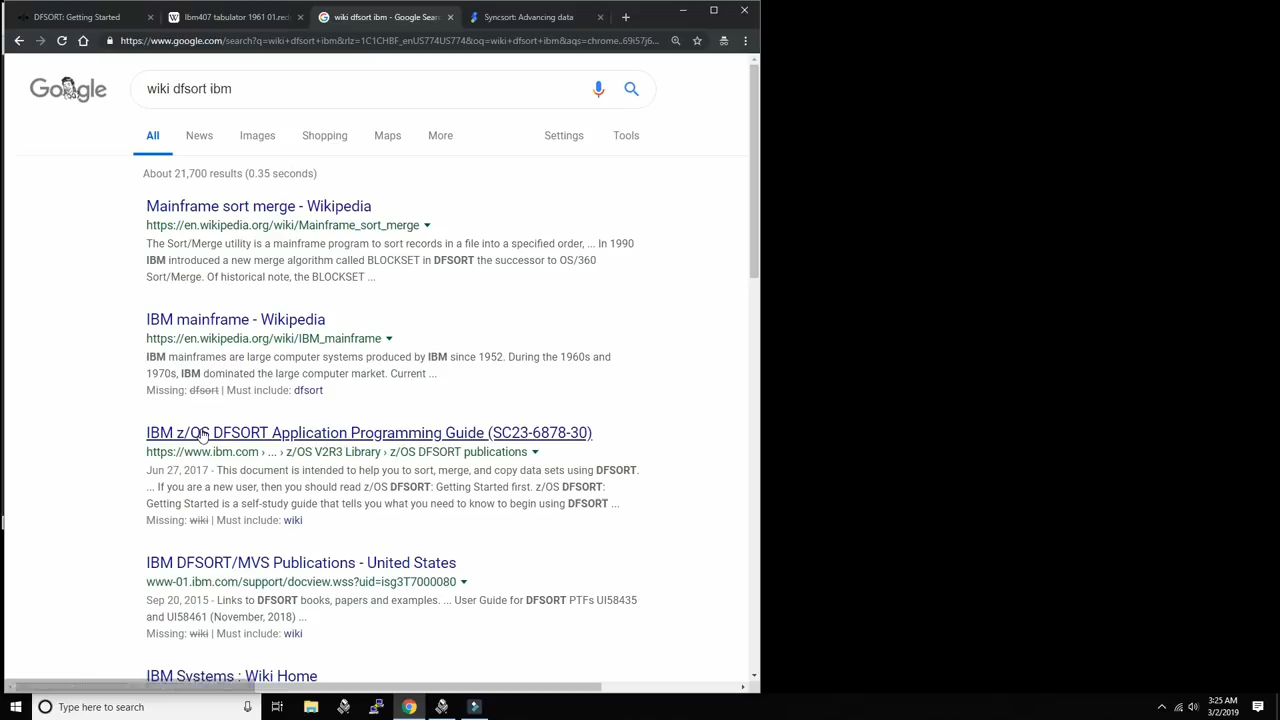 DFSORT: Getting Started
Ibm407 tabulator 1961 01.red
wiki dfsort ibm - Google Sear
Syncsort: Advancing data
https://www.google.com/search?q=wiki+dfsort+ibm&rlz=1C1CHBF_enUS774US774&oq=wiki+dfsort+ibm&aqs=chrome..69i57j6...
Google
wiki dfsort ibm
All News Images Shopping Maps More Settings Tools
About 21,700 results (0.35 seconds)
Mainframe sort merge - Wikipedia
https://en.wikipedia.org/wiki/Mainframe_sort_merge
The Sort/Merge utility is a mainframe program to sort records in a file into a specified order, ... In 1990
IBM introduced a new merge algorithm called BLOCKSET in DFSORT the successor to OS/360
Sort/Merge. Of historical note, the BLOCKSET ...
IBM mainframe - Wikipedia
https://en.wikipedia.org/wiki/IBM_mainframe
IBM mainframes are large computer systems produced by IBM since 1952. During the 1960s and
1970s, IBM dominated the large computer market. Current ...
Missing: dfsort | Must include: dfsort
IBM z/OS DFSORT Application Programming Guide (SC23-6878-30)
https://www.ibm.com › ... › z/OS V2R3 Library › z/OS DFSORT publications
Jun 27, 2017 - This document is intended to help you to sort, merge, and copy data sets using DFSORT.
... If you are a new user, then you should read z/OS DFSORT: Getting Started first. z/OS DFSORT:
Getting Started is a self-study guide that tells you what you need to know to begin using DFSORT ...
Missing: wiki | Must include: wiki
IBM DFSORT/MVS Publications - United States
www-01.ibm.com/support/docview.wss?uid=isg3T7000080
Sep 20, 2015 - Links to DFSORT books, papers and examples. ... User Guide for DFSORT PTFs UI58435
and UI58461 (November, 2018) ...
Missing: wiki | Must include: wiki
IBM Systems : Wiki Home
Type here to search
3:25 AM
3/2/2019